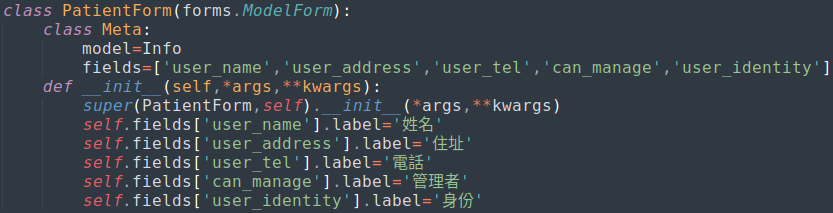 class PatientForm(forms.ModelForm):
    class Meta:
        model=Info
        fields=['user_name','user_address','user_tel','can_manage','user_identity']
    def __init__(self,*args,**kwargs):
        super(PatientForm,self).__init__(*args,**kwargs)
        self.fields['user_name'].label='姓名'
        self.fields['user_address'].label='住址'
        self.fields['user_tel'].label='電話'
        self.fields['can_manage'].label='管理者'
        self.fields['user_identity'].label='身份'